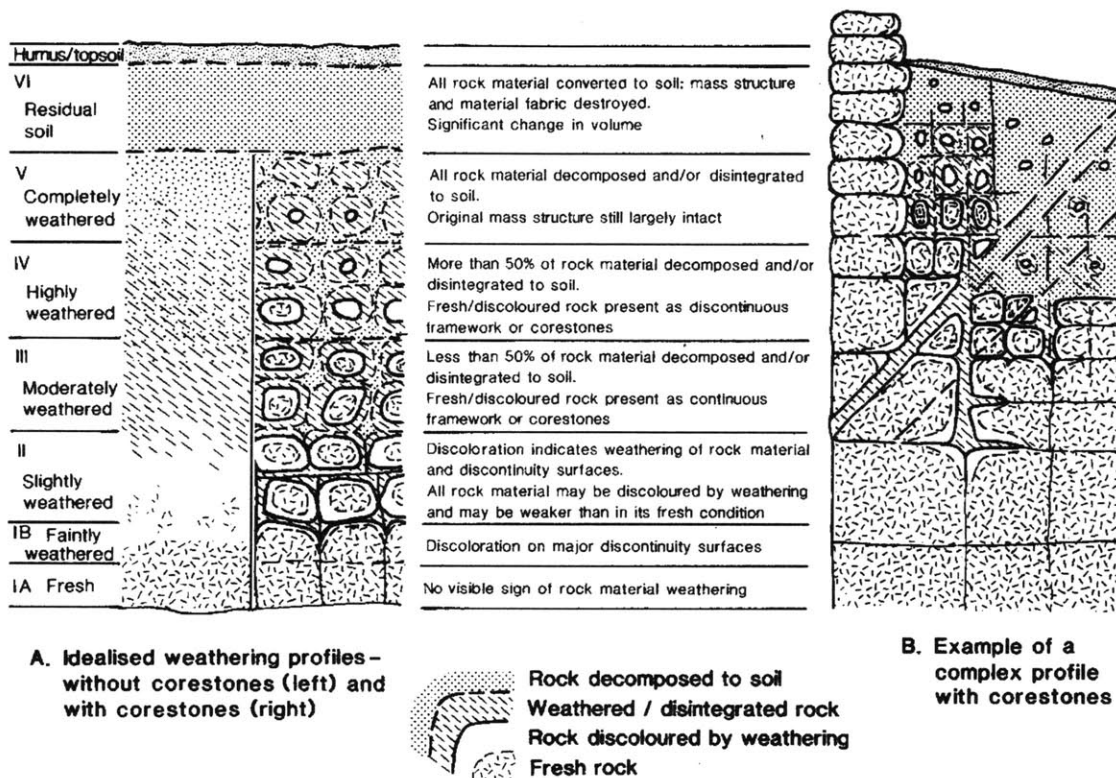 Humus/topsoil
VI
Residual
soil
V
Completely
weathered
IV
Highly
weathered
III
Moderately
weathered
II
Slightly
weathered
IB Faintly
weathered
IA Fresh
All rock material converted to soil: mass structure
and material fabric destroyed.
Significant change in volume
All rock material decomposed and/or disintegrated
to soil.
Original mass structure still largely intact
More than 50% of rock material decomposed and/or
disintegrated to soil.
Fresh/discoloured rock present as discontinuous
framework or corestones
Less than 50% of rock material decomposed and/or
disintegrated to soil.
Fresh/discoloured rock present as continuous
framework or corestones
Discoloration indicates weathering of rock material
and discontinuity surfaces.
All rock material may be discoloured by weathering
and may be weaker than in its fresh condition
Discoloration on major discontinuity surfaces
No visible sign of rock material weathering
A. Idealised weathering profiles–
without corestones (left) and
with corestones (right)
Rock decomposed to soil
Weathered / disintegrated rock
Rock discoloured by weathering
Fresh rock
B. Example of a
complex profile
with corestones